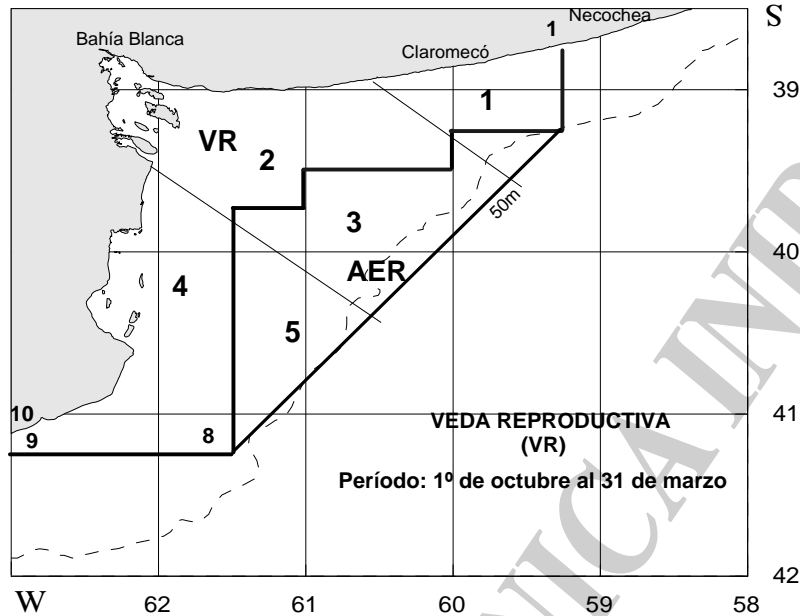 Necochea
S
Bahía Blanca
1
Claromecó
39
1
VR
2
3
50m
40
AER
4
5
10
41
9
8
VEDA REPRODUCTIVA
(VR)
Período: 1º de octubre al 31 de marzo
42
W
62
61
60
59
58